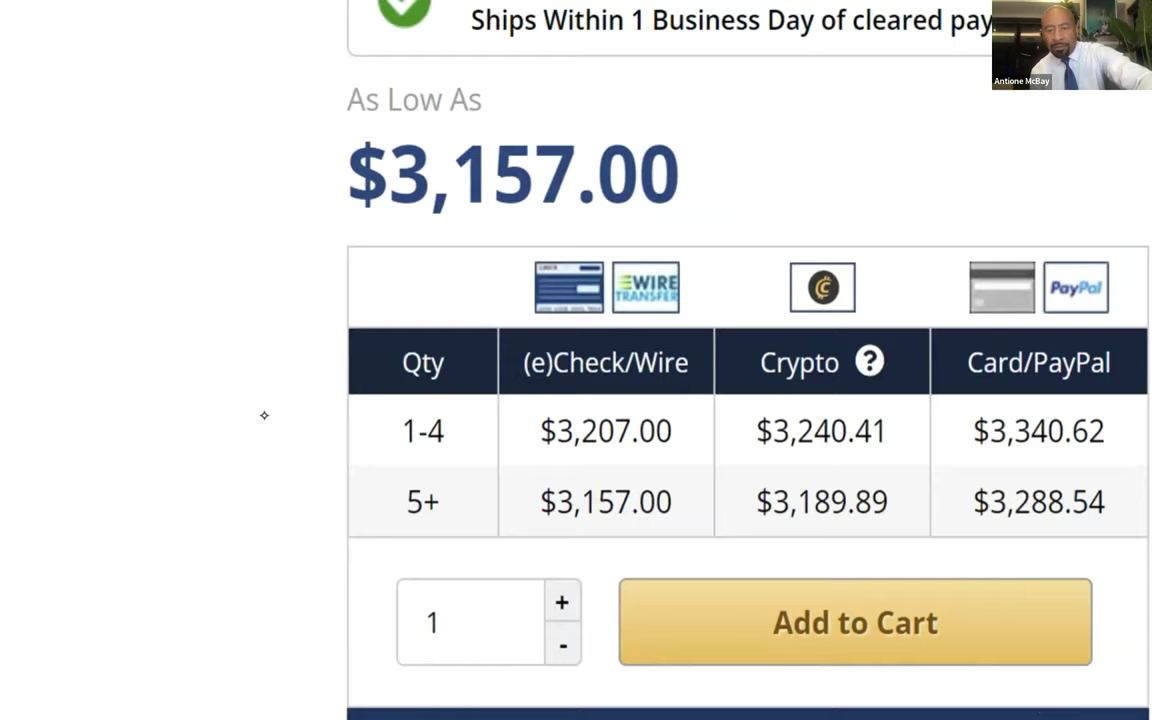 Ships Within 1 Business Day of cleared pay
Antione McBay
As Low As
$3,157.00
EWIRE
TRANSFER
PayPal
Qty (e)Check/Wire Crypto ? Card/PayPal
1-4 $3,207.00 $3,240.41 $3,340.62
5+ $3,157.00 $3,189.89 $3,288.54
1 +
-
Add to Cart